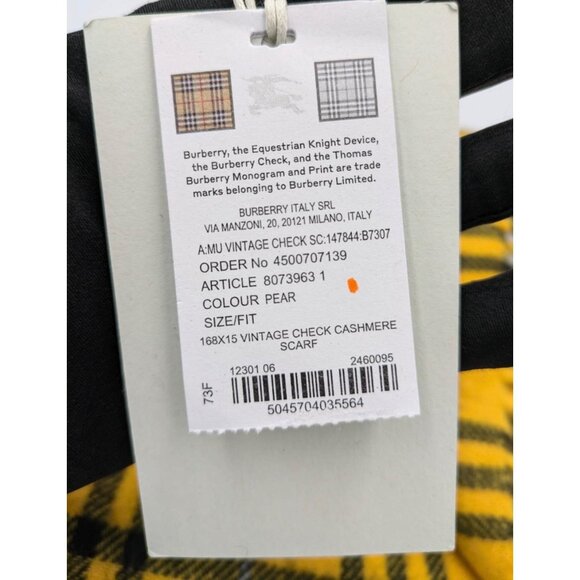 Burberry, the Equestrian Knight Device,
the Burberry Check, and the Thomas
Burberry Monogram and Print are trade
marks belonging to Burberry Limited.
BURBERRY ITALY SRL
VIA MANZONI, 20, 20121 MILANO, ITALY
A:MU VINTAGE CHECK SC:147844:B7307
ORDER No 4500707139
ARTICLE 8073963 1
COLOUR PEAR
SIZE/FIT
168X15 VINTAGE CHECK CASHMERE
SCARF
73F
12301 06 2460095
5045704035564